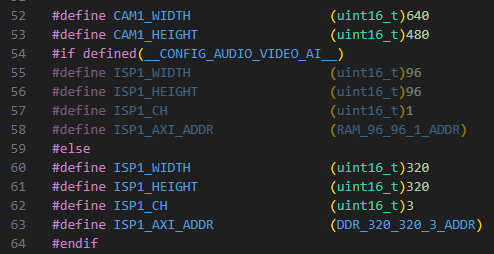 52 #define CAM1_WIDTH (uint16_t)640
53 #define CAM1_HEIGHT (uint16_t)480
54 #if defined(__CONFIG_AUDIO_VIDEO_AI__)
55 #define ISP1_WIDTH (uint16_t)96
56 #define ISP1_HEIGHT (uint16_t)96
57 #define ISP1_CH (uint16_t)1
58 #define ISP1_AXI_ADDR (RAM_96_96_1_ADDR)
59 #else
60 #define ISP1_WIDTH (uint16_t)320
61 #define ISP1_HEIGHT (uint16_t)320
62 #define ISP1_CH (uint16_t)3
63 #define ISP1_AXI_ADDR (DDR_320_320_3_ADDR)
64 #endif